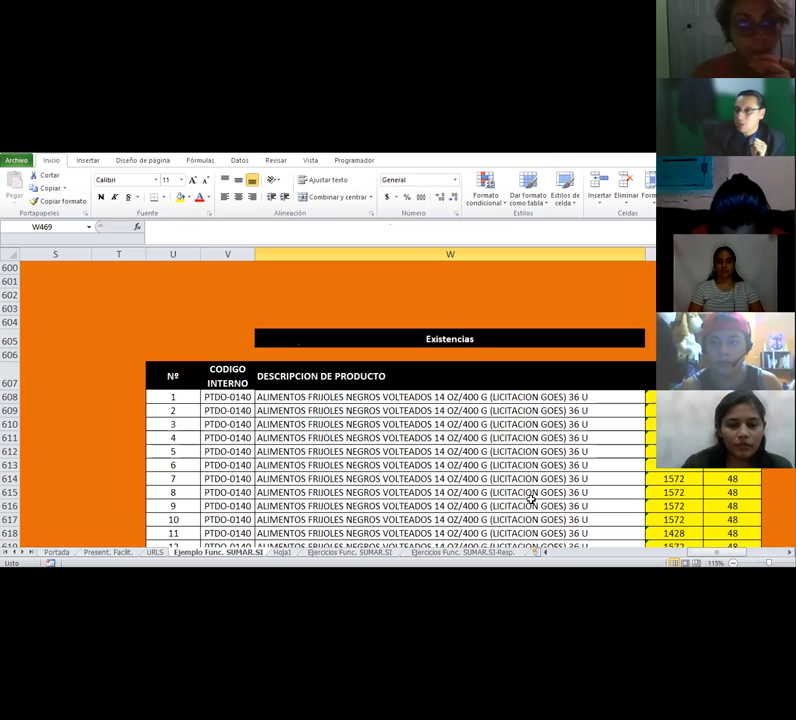 Archivo Inicio Insertar Diseño de página Fórmulas Datos Revisar Vista Programador
Pegar
Cortar
Copiar
Copiar formato
Portapapeles
Calibri 11 A A
N K S
Fuente
Ajustar texto
Combinar y centrar
Alineación
General
$ % 000
Número
Formato condicional
Dar formato como tabla
Estilos de celda
Estilos
Insertar Eliminar Formato
Celdas
W469 fx
S T U V W
600
601
602
603
604
605 Existencias
606
607 Nº CODIGO INTERNO DESCRIPCION DE PRODUCTO
608 1 PTDO-0140 ALIMENTOS FRIJOLES NEGROS VOLTEADOS 14 OZ/400 G (LICITACION GOES) 36 U
609 2 PTDO-0140 ALIMENTOS FRIJOLES NEGROS VOLTEADOS 14 OZ/400 G (LICITACION GOES) 36 U
610 3 PTDO-0140 ALIMENTOS FRIJOLES NEGROS VOLTEADOS 14 OZ/400 G (LICITACION GOES) 36 U
611 4 PTDO-0140 ALIMENTOS FRIJOLES NEGROS VOLTEADOS 14 OZ/400 G (LICITACION GOES) 36 U
612 5 PTDO-0140 ALIMENTOS FRIJOLES NEGROS VOLTEADOS 14 OZ/400 G (LICITACION GOES) 36 U
613 6 PTDO-0140 ALIMENTOS FRIJOLES NEGROS VOLTEADOS 14 OZ/400 G (LICITACION GOES) 36 U
614 7 PTDO-0140 ALIMENTOS FRIJOLES NEGROS VOLTEADOS 14 OZ/400 G (LICITACION GOES) 36 U 1572 48
615 8 PTDO-0140 ALIMENTOS FRIJOLES NEGROS VOLTEADOS 14 OZ/400 G (LICITACION GOES) 36 U 1572 48
616 9 PTDO-0140 ALIMENTOS FRIJOLES NEGROS VOLTEADOS 14 OZ/400 G (LICITACION GOES) 36 U 1572 48
617 10 PTDO-0140 ALIMENTOS FRIJOLES NEGROS VOLTEADOS 14 OZ/400 G (LICITACION GOES) 36 U 1572 48
618 11 PTDO-0140 ALIMENTOS FRIJOLES NEGROS VOLTEADOS 14 OZ/400 G (LICITACION GOES) 36 U 1428 48
Portada Present. Facilit. URLS Ejemplo Func. SUMAR.SI Hoja1 Ejercicios Func. SUMAR.SI Ejercicios Func. SUMAR.SI-Resp.
Listo 115%